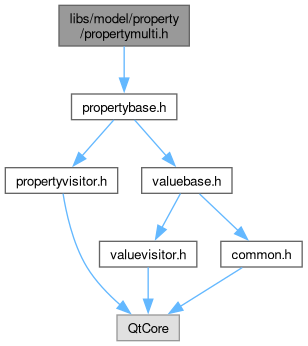 libs/model/property
/propertymulti.h
propertybase.h
propertyvisitor.h
valuebase.h
valuevisitor.h
common.h
QtCore